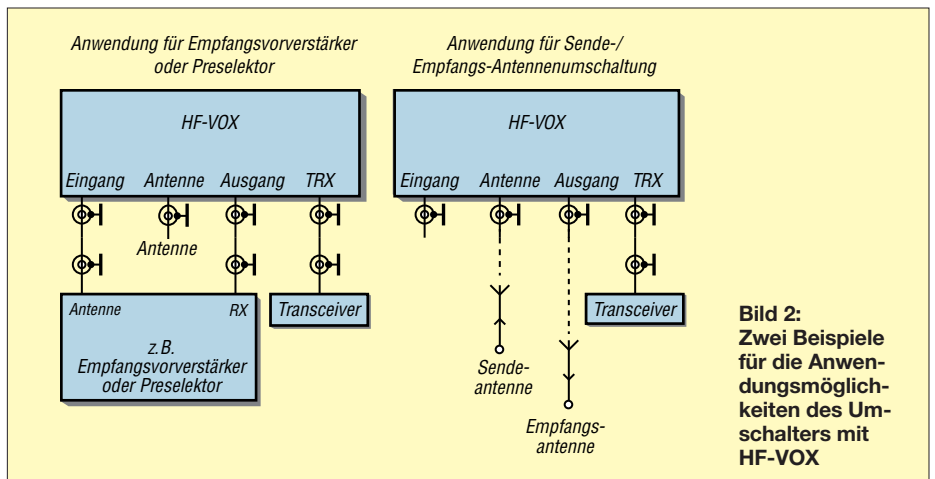 Anwendung für Empfangsvorverstärker
oder Preselektor
HF-VOX
Eingang Antenne Ausgang TRX
Antenne
Antenne RX
z.B.
Empfangsvorverstärker
oder Preselektor
Transceiver
Anwendung für Sende-/
Empfangs-Antennenumschaltung
HF-VOX
Eingang Antenne Ausgang TRX
Sende-
antenne
Empfangs-
antenne
Transceiver
Bild 2:
Zwei Beispiele
für die Anwen-
dungsmöglich-
keiten des Um-
schalters mit
HF-VOX